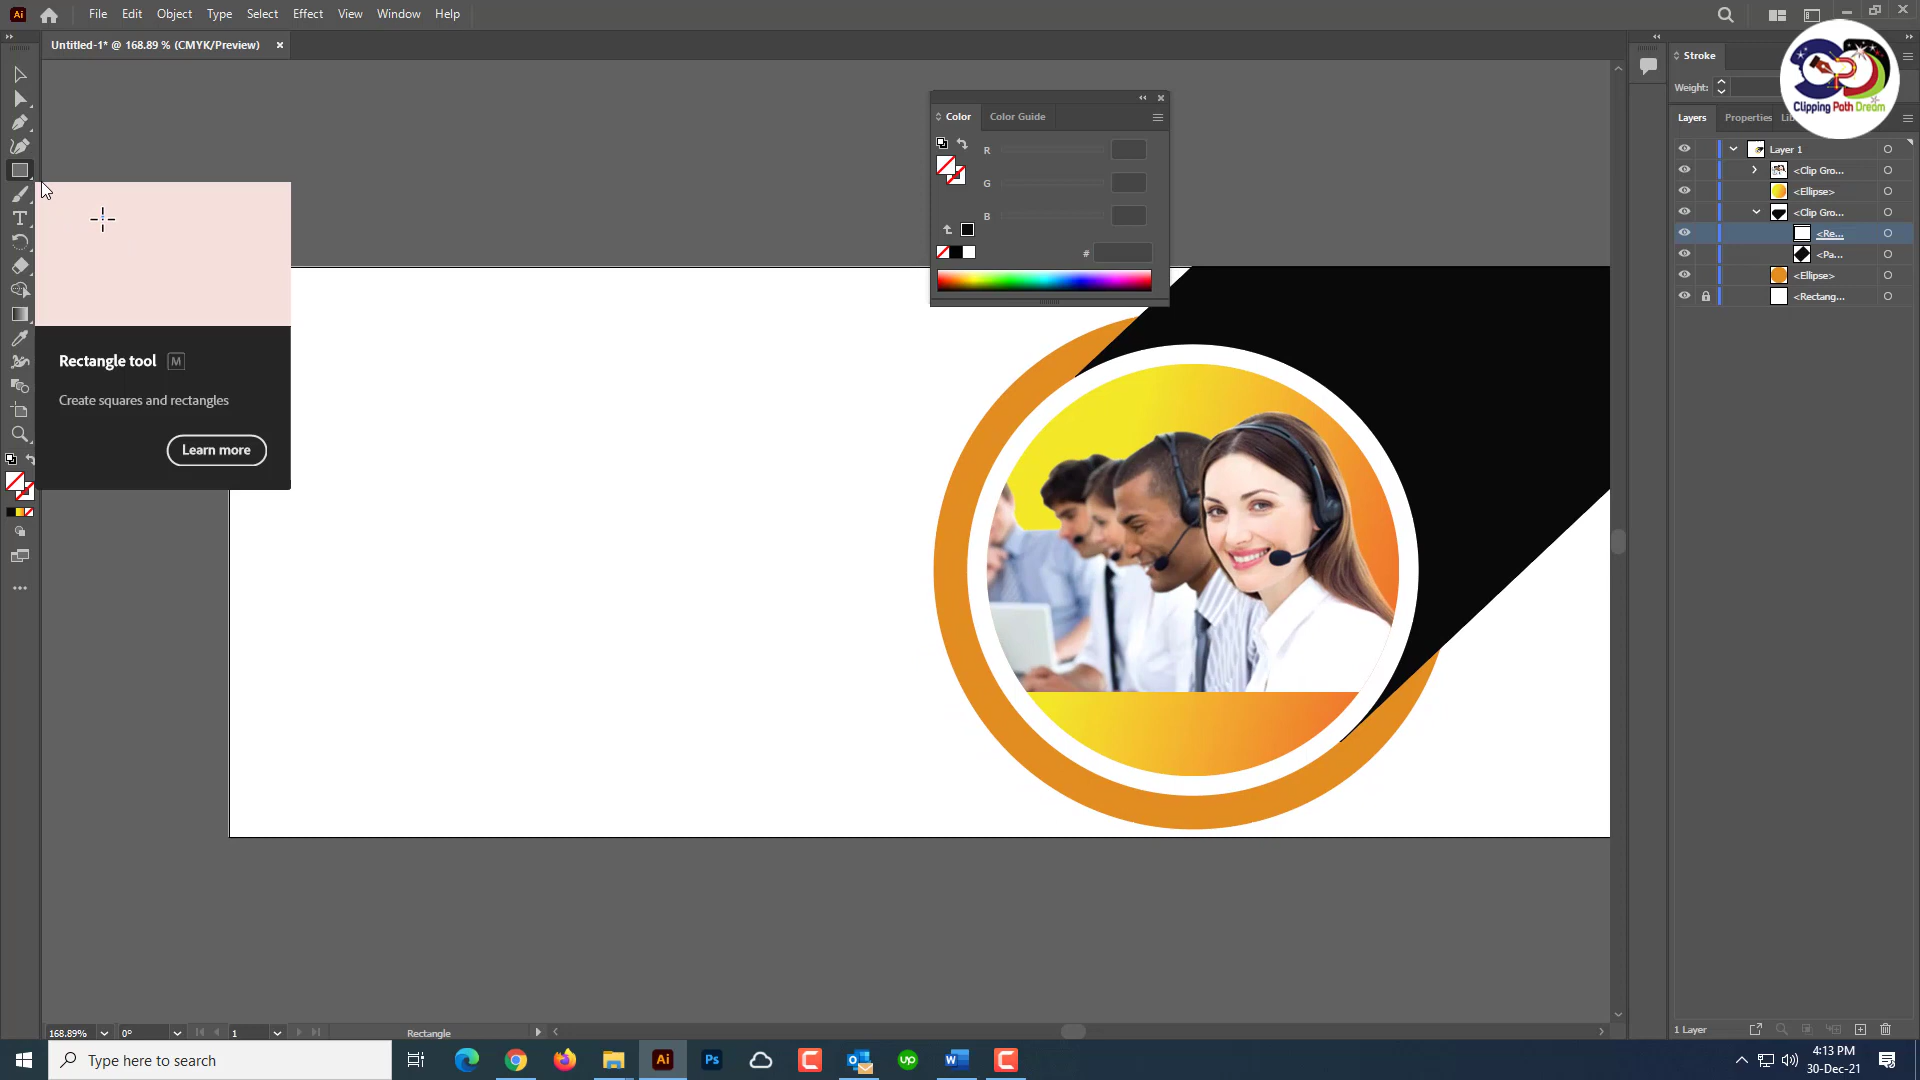 Ai
File Edit Object Type Select Effect View Window Help
Untitled-1* @ 168.89 % (CMYK/Preview)
Stroke
Weight:
Clipping Path Dream
Color Color Guide
R
G
B
#
Layers Properties
Layer 1
<Clip Gro...
<Ellipse>
<Clip Gro...
<Re...
<Pa...
<Ellipse>
<Rectang...
T
Rectangle tool M
Create squares and rectangles
Learn more
168.89% 0° 1 Rectangle
1 Layer
Type here to search
Ai
Ps
up
4:13 PM
30-Dec-21